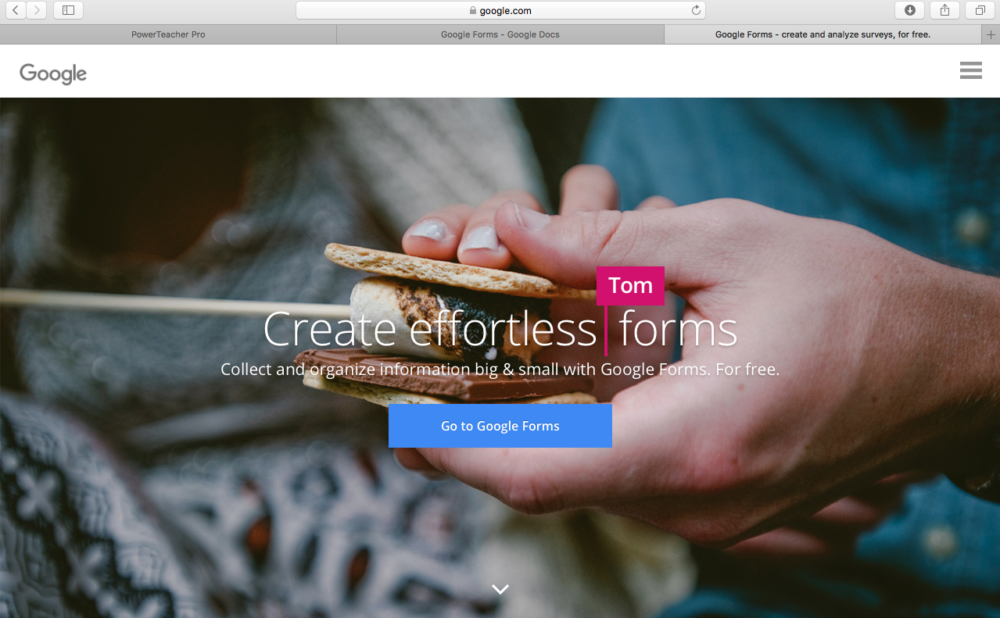 google.com
PowerTeacher Pro
Google Forms - Google Docs
Google Forms - create and analyze surveys, for free.
Google
Tom
Create effortless forms
Collect and organize information big & small with Google Forms. For free.
Go to Google Forms